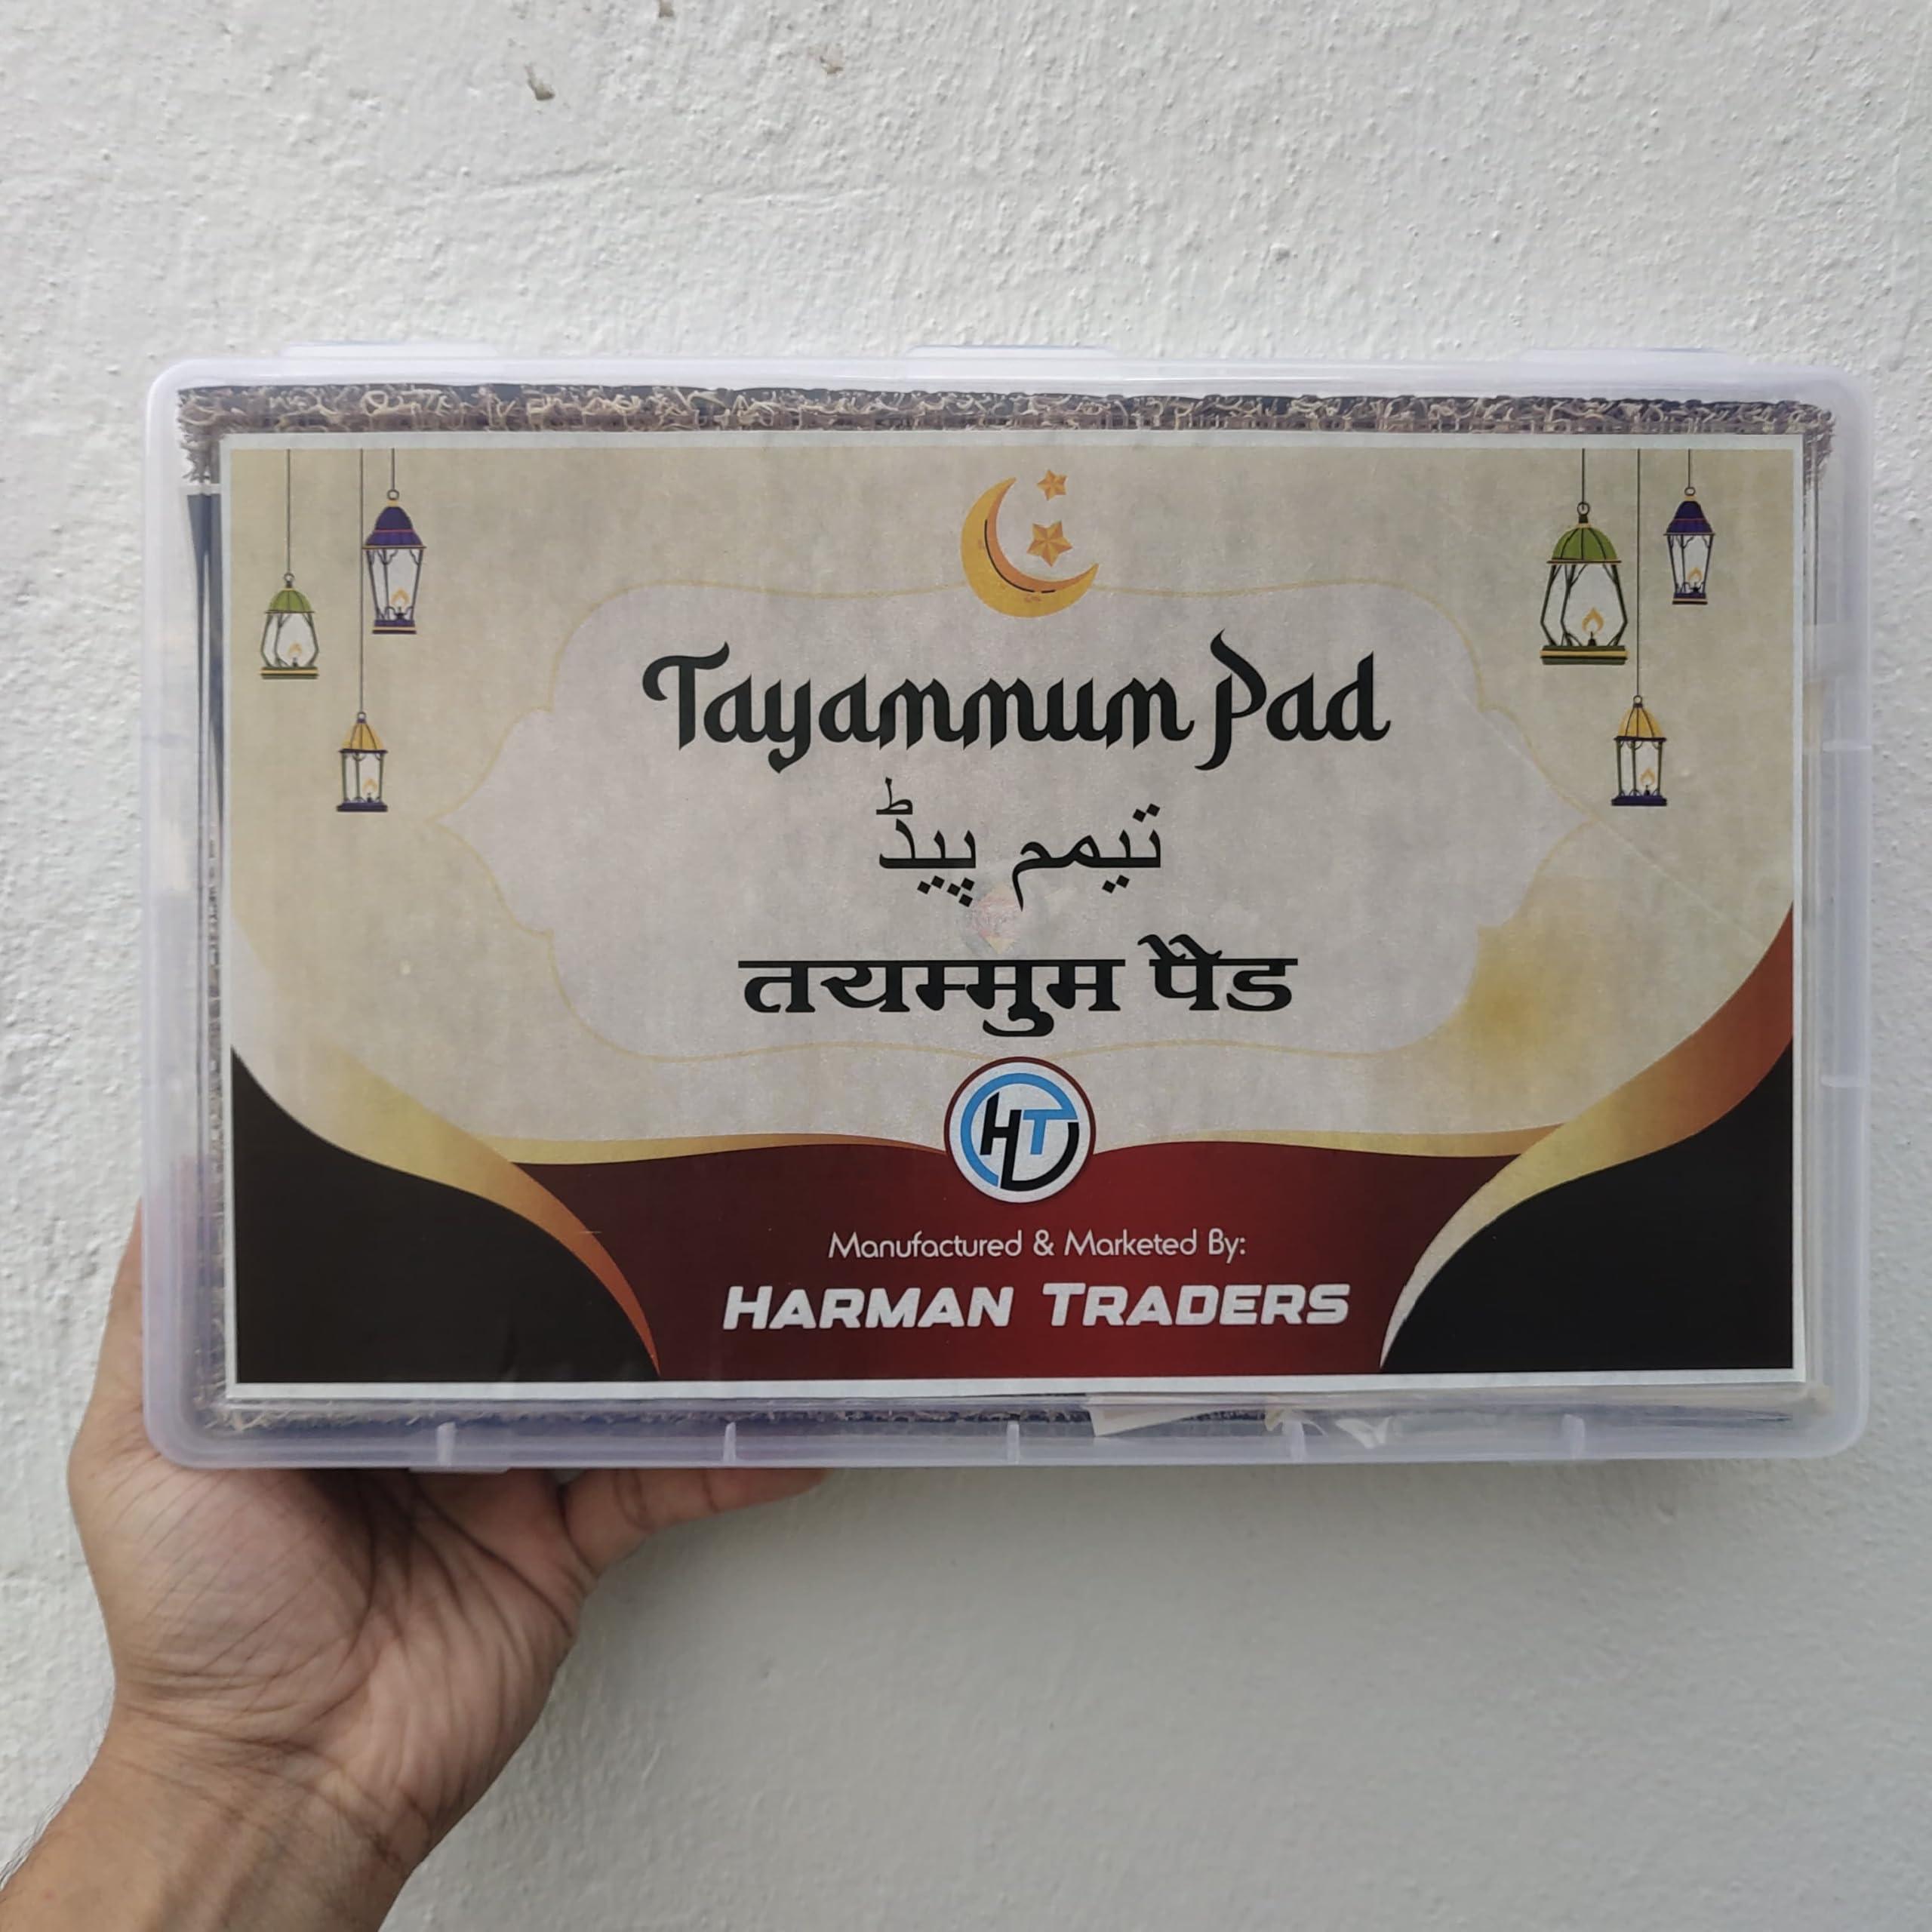 Tayammum Pad
تیمم پیڈ
तयम्मुम पैेड
HT
Manufactured & Marketed By:
HARMAN TRADERS